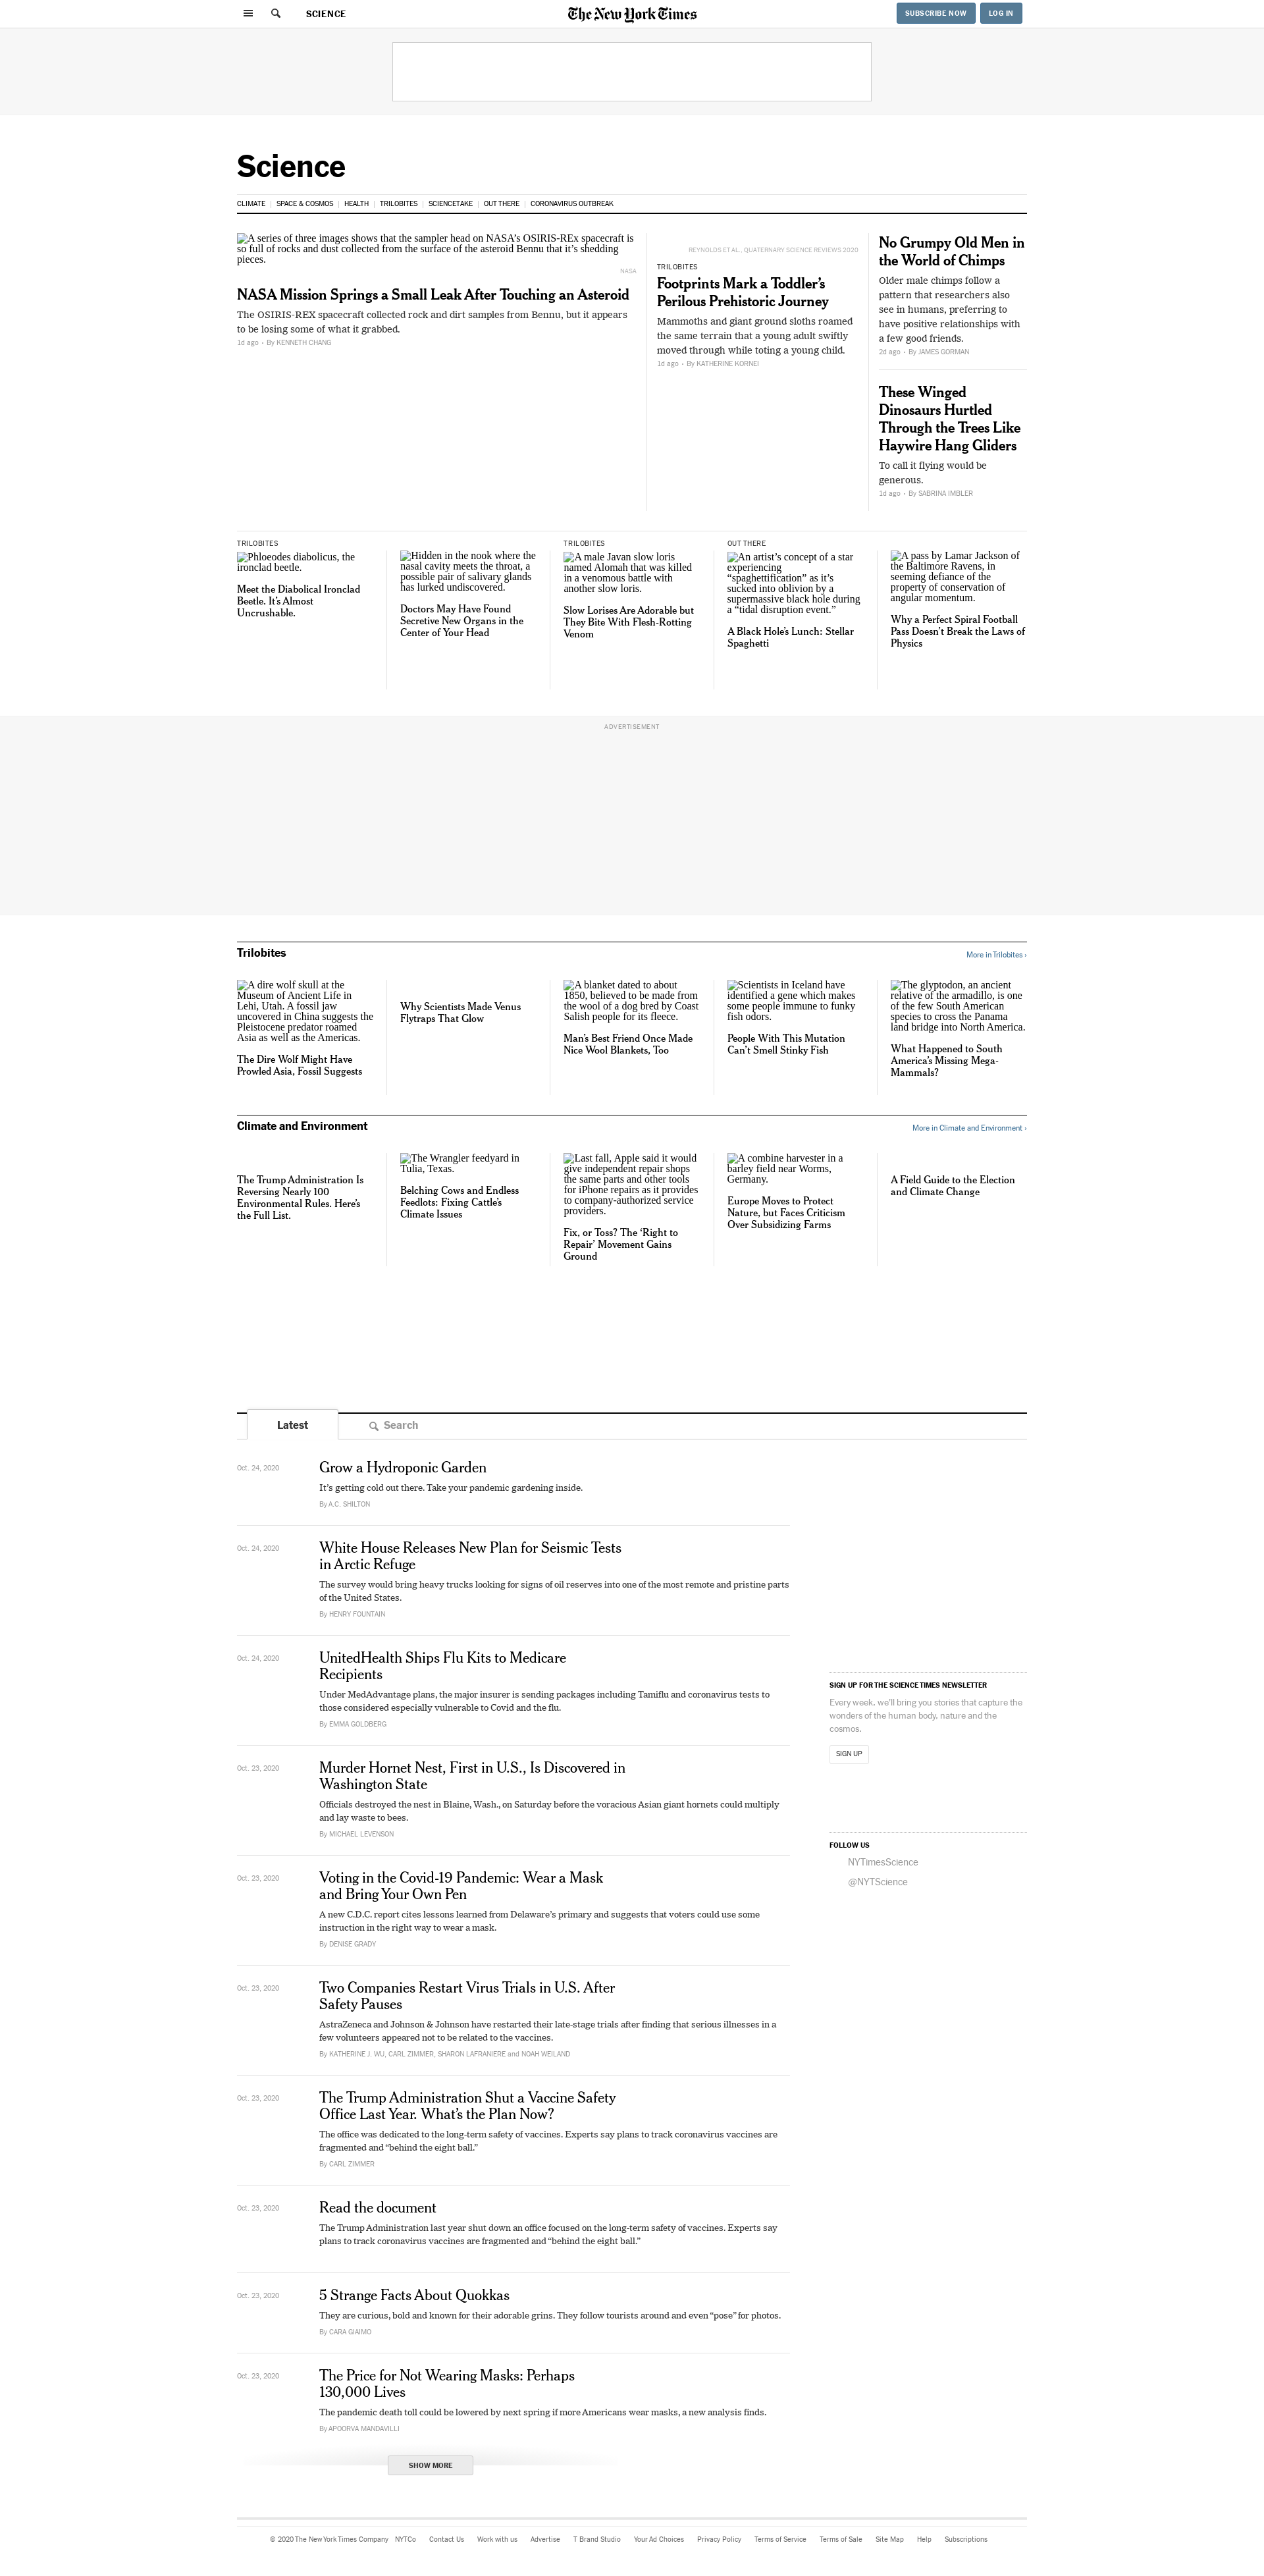 SCIENCE
The New York Times
SUBSCRIBE NOW
LOG IN
Science
CLIMATE | SPACE & COSMOS | HEALTH | TRILOBITES | SCIENCETAKE | OUT THERE | CORONAVIRUS OUTBREAK
A series of three images shows that the sampler head on NASA's OSIRIS-REx spacecraft is
so full of rocks and dust collected from the surface of the asteroid Bennu that it's shedding
pieces.
NASA
NASA Mission Springs a Small Leak After Touching an Asteroid
The OSIRIS-REX spacecraft collected rock and dirt samples from Bennu, but it appears
to be losing some of what it grabbed.
1d ago • By KENNETH CHANG
REYNOLDS ET AL., QUATERNARY SCIENCE REVIEWS 2020
TRILOBITES
Footprints Mark a Toddler's
Perilous Prehistoric Journey
Mammoths and giant ground sloths roamed
the same terrain that a young adult swiftly
moved through while toting a young child.
1d ago • By KATHERINE KORNEI
No Grumpy Old Men in
the World of Chimps
Older male chimps follow a
pattern that researchers also
see in humans, preferring to
have positive relationships with
a few good friends.
2d ago • By JAMES GORMAN
These Winged
Dinosaurs Hurtled
Through the Trees Like
Haywire Hang Gliders
To call it flying would be
generous.
1d ago • By SABRINA IMBLER
TRILOBITES
Phloeodes diabolicus, the
ironclad beetle.
Meet the Diabolical Ironclad
Beetle. It's Almost
Uncrushable.
Hidden in the nook where the
nasal cavity meets the throat, a
possible pair of salivary glands
has lurked undiscovered.
Doctors May Have Found
Secretive New Organs in the
Center of Your Head
TRILOBITES
A male Javan slow loris
named Alomah that was killed
in a venomous battle with
another slow loris.
Slow Lorises Are Adorable but
They Bite With Flesh-Rotting
Venom
OUT THERE
An artist's concept of a star
experiencing
“spaghettification” as it's
sucked into oblivion by a
supermassive black hole during
a “tidal disruption event.”
A Black Hole's Lunch: Stellar
Spaghetti
A pass by Lamar Jackson of
the Baltimore Ravens, in
seeming defiance of the
property of conservation of
angular momentum.
Why a Perfect Spiral Football
Pass Doesn't Break the Laws of
Physics
ADVERTISEMENT
Trilobites
More in Trilobites ›
A dire wolf skull at the
Museum of Ancient Life in
Lehi, Utah. A fossil jaw
uncovered in China suggests the
Pleistocene predator roamed
Asia as well as the Americas.
The Dire Wolf Might Have
Prowled Asia, Fossil Suggests
Why Scientists Made Venus
Flytraps That Glow
A blanket dated to about
1850, believed to be made from
the wool of a dog bred by Coast
Salish people for its fleece.
Man's Best Friend Once Made
Nice Wool Blankets, Too
Scientists in Iceland have
identified a gene which makes
some people immune to funky
fish odors.
People With This Mutation
Can't Smell Stinky Fish
The glyptodon, an ancient
relative of the armadillo, is one
of the few South American
species to cross the Panama
land bridge into North America.
What Happened to South
America's Missing Mega-
Mammals?
Climate and Environment
More in Climate and Environment ›
The Trump Administration Is
Reversing Nearly 100
Environmental Rules. Here's
the Full List.
The Wrangler feedyard in
Tulia, Texas.
Belching Cows and Endless
Feedlots: Fixing Cattle's
Climate Issues
Last fall, Apple said it would
give independent repair shops
the same parts and other tools
for iPhone repairs as it provides
to company-authorized service
providers.
Fix, or Toss? The ‘Right to
Repair’ Movement Gains
Ground
A combine harvester in a
barley field near Worms,
Germany.
Europe Moves to Protect
Nature, but Faces Criticism
Over Subsidizing Farms
A Field Guide to the Election
and Climate Change
Latest
Search
Oct. 24, 2020
Grow a Hydroponic Garden
It's getting cold out there. Take your pandemic gardening inside.
By A.C. SHILTON
Oct. 24, 2020
White House Releases New Plan for Seismic Tests
in Arctic Refuge
The survey would bring heavy trucks looking for signs of oil reserves into one of the most remote and pristine parts
of the United States.
By HENRY FOUNTAIN
Oct. 24, 2020
UnitedHealth Ships Flu Kits to Medicare
Recipients
Under MedAdvantage plans, the major insurer is sending packages including Tamiflu and coronavirus tests to
those considered especially vulnerable to Covid and the flu.
By EMMA GOLDBERG
Oct. 23, 2020
Murder Hornet Nest, First in U.S., Is Discovered in
Washington State
Officials destroyed the nest in Blaine, Wash., on Saturday before the voracious Asian giant hornets could multiply
and lay waste to bees.
By MICHAEL LEVENSON
Oct. 23, 2020
Voting in the Covid-19 Pandemic: Wear a Mask
and Bring Your Own Pen
A new C.D.C. report cites lessons learned from Delaware's primary and suggests that voters could use some
instruction in the right way to wear a mask.
By DENISE GRADY
Oct. 23, 2020
Two Companies Restart Virus Trials in U.S. After
Safety Pauses
AstraZeneca and Johnson & Johnson have restarted their late-stage trials after finding that serious illnesses in a
few volunteers appeared not to be related to the vaccines.
By KATHERINE J. WU, CARL ZIMMER, SHARON LAFRANIERE and NOAH WEILAND
Oct. 23, 2020
The Trump Administration Shut a Vaccine Safety
Office Last Year. What's the Plan Now?
The office was dedicated to the long-term safety of vaccines. Experts say plans to track coronavirus vaccines are
fragmented and “behind the eight ball.”
By CARL ZIMMER
Oct. 23, 2020
Read the document
The Trump Administration last year shut down an office focused on the long-term safety of vaccines. Experts say
plans to track coronavirus vaccines are fragmented and “behind the eight ball.”
Oct. 23, 2020
5 Strange Facts About Quokkas
They are curious, bold and known for their adorable grins. They follow tourists around and even “pose” for photos.
By CARA GIAIMO
Oct. 23, 2020
The Price for Not Wearing Masks: Perhaps
130,000 Lives
The pandemic death toll could be lowered by next spring if more Americans wear masks, a new analysis finds.
By APOORVA MANDAVILLI
SHOW MORE
SIGN UP FOR THE SCIENCE TIMES NEWSLETTER
Every week, we'll bring you stories that capture the
wonders of the human body, nature and the
cosmos.
SIGN UP
FOLLOW US
NYTimesScience
@NYTScience
© 2020 The New York Times Company NYTCo Contact Us Work with us Advertise T Brand Studio Your Ad Choices Privacy Policy Terms of Service Terms of Sale Site Map Help Subscriptions